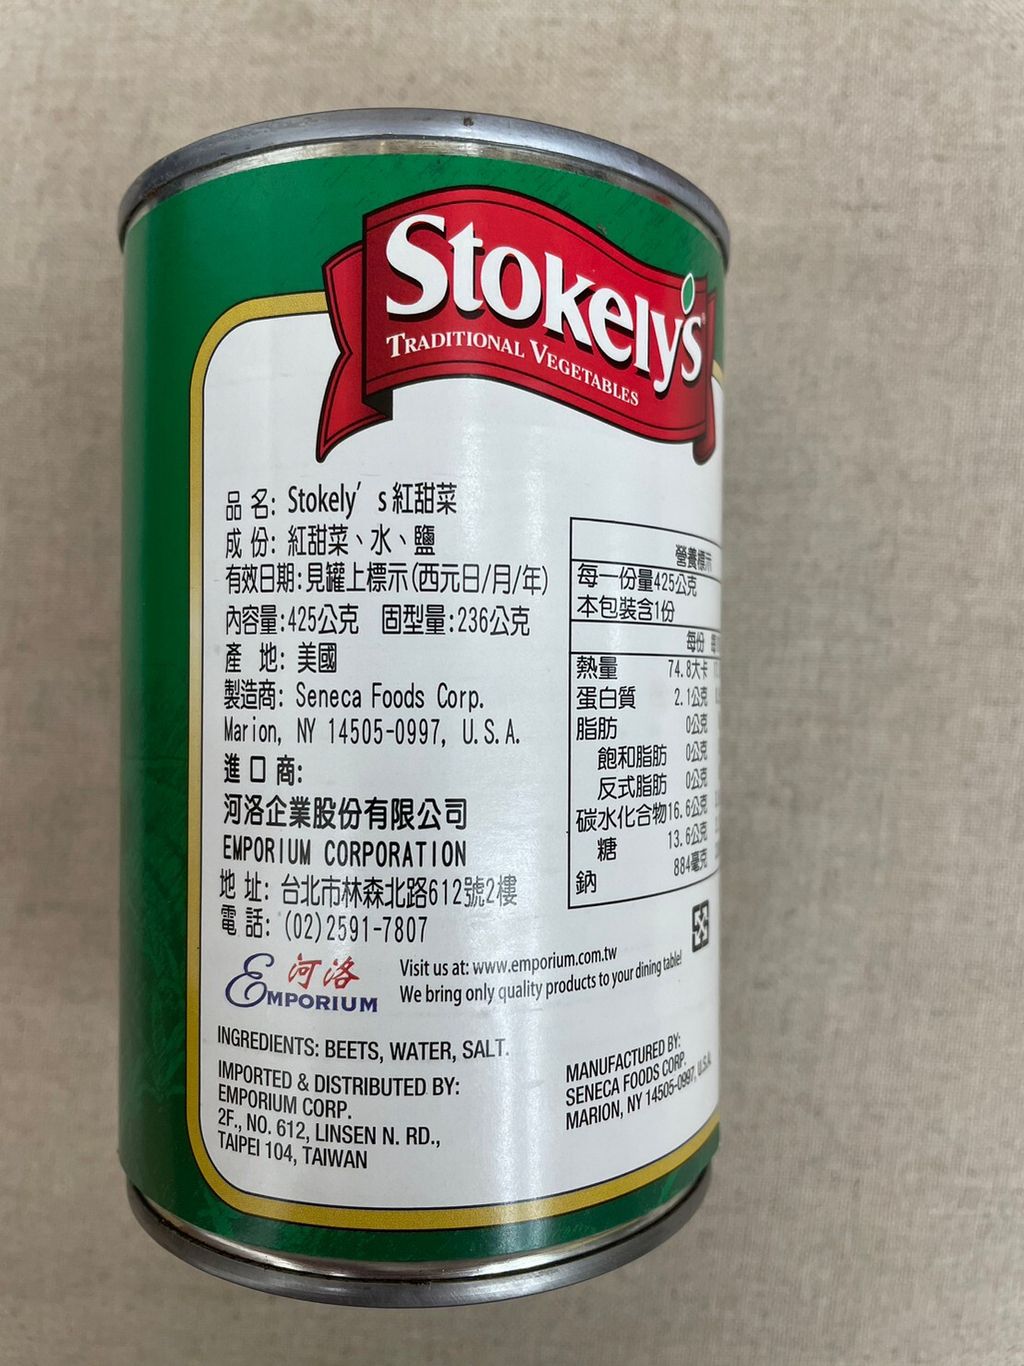 Stokely's
TRADITIONAL VEGETABLES
品 名: Stokely's紅甜菜
成 份: 紅甜菜、水、鹽
有效日期:見罐上標示(西元日/月/年)
內容量:425公克 固型量:236公克
產 地: 美國
製造商: Seneca Foods Corp.
Marion, NY 14505-0997, U.S.A.
進口商:
河洛企業股份有限公司
EMPORIUM CORPORATION
地 址: 台北市林森北路612號2樓
電 話: (02)2591-7807
營養標示
每一份量425公克
本包裝含1份
每份
熱量 74.8大卡
蛋白質 2.1公克
脂肪 0公克
飽和脂肪 0公克
反式脂肪 0公克
碳水化合物16.6公克
糖 13.6公克
鈉 884毫克
河洛
EMPORIUM
Visit us at: www.emporium.com.tw
We bring only quality products to your dining table!
INGREDIENTS: BEETS, WATER, SALT.
IMPORTED & DISTRIBUTED BY:
EMPORIUM CORP.
2F., NO. 612, LINSEN N. RD.,
TAIPEI 104, TAIWAN
MANUFACTURED BY:
SENECA FOODS CORP.
MARION, NY 14505-0997, U.S.A.